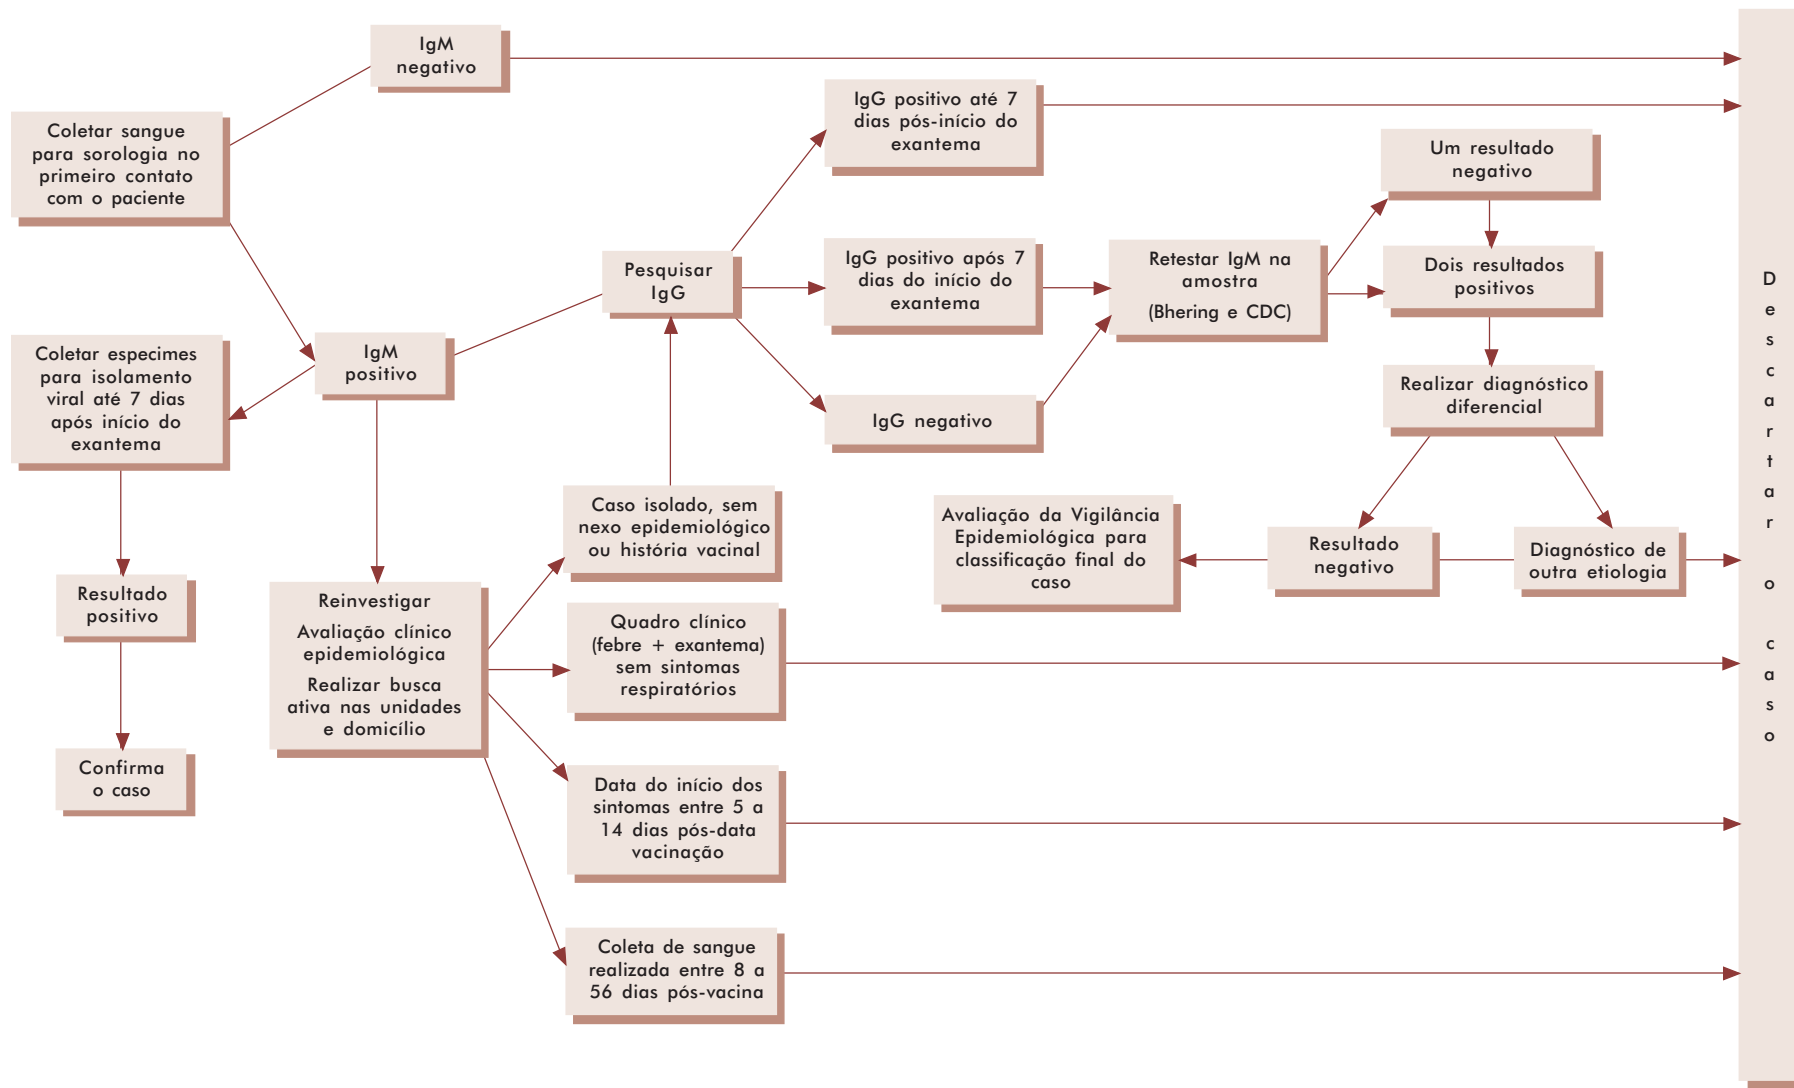 IgM
negativo
Coletar sangue
para sorologia no
primeiro contato
com o paciente
IgG positivo até 7
dias pós-início do
exantema
Um resultado
negativo
Pesquisar
IgG
IgG positivo após 7
dias do início do
exantema
Retestar IgM na
amostra
(Bhering e CDC)
Dois resultados
positivos
Coletar especimes
para isolamento
viral até 7 dias
após início do
exantema
IgM
positivo
IgG negativo
Realizar diagnóstico
diferencial
Caso isolado, sem
nexo epidemiológico
ou história vacinal
Avaliação da Vigilância
Epidemiológica para
classificação final do
caso
Resultado
negativo
Diagnóstico de
outra etiologia
Resultado
positivo
Reinvestigar
Avaliação clínico
epidemiológica
Realizar busca
ativa nas unidades
e domicílio
Quadro clínico
(febre + exantema)
sem sintomas
respiratórios
Confirma
o caso
Data do início dos
sintomas entre 5 a
14 dias pós-data
vacinação
Coleta de sangue
realizada entre 8 a
56 dias pós-vacina
Descartar o caso